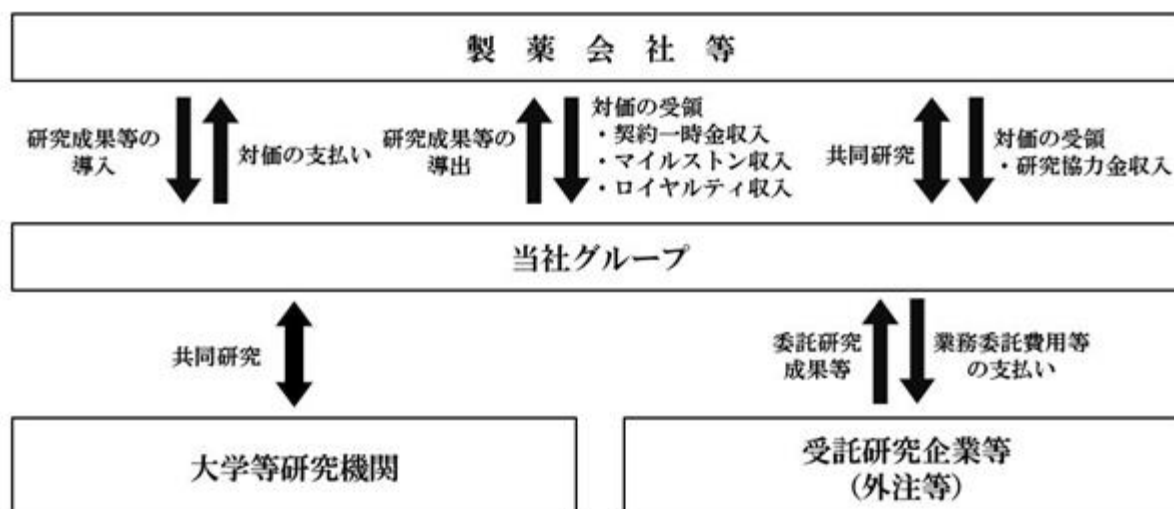 製薬会社等
研究成果等の
導入
対価の支払い
研究成果等の
導出
対価の受領
・契約一時金収入
・マイルストン収入
・ロイヤルティ収入
共同研究
対価の受領
・研究協力金収入
当社グループ
共同研究
委託研究
成果等
業務委託費用等
の支払い
大学等研究機関
受託研究企業等
（外注等）